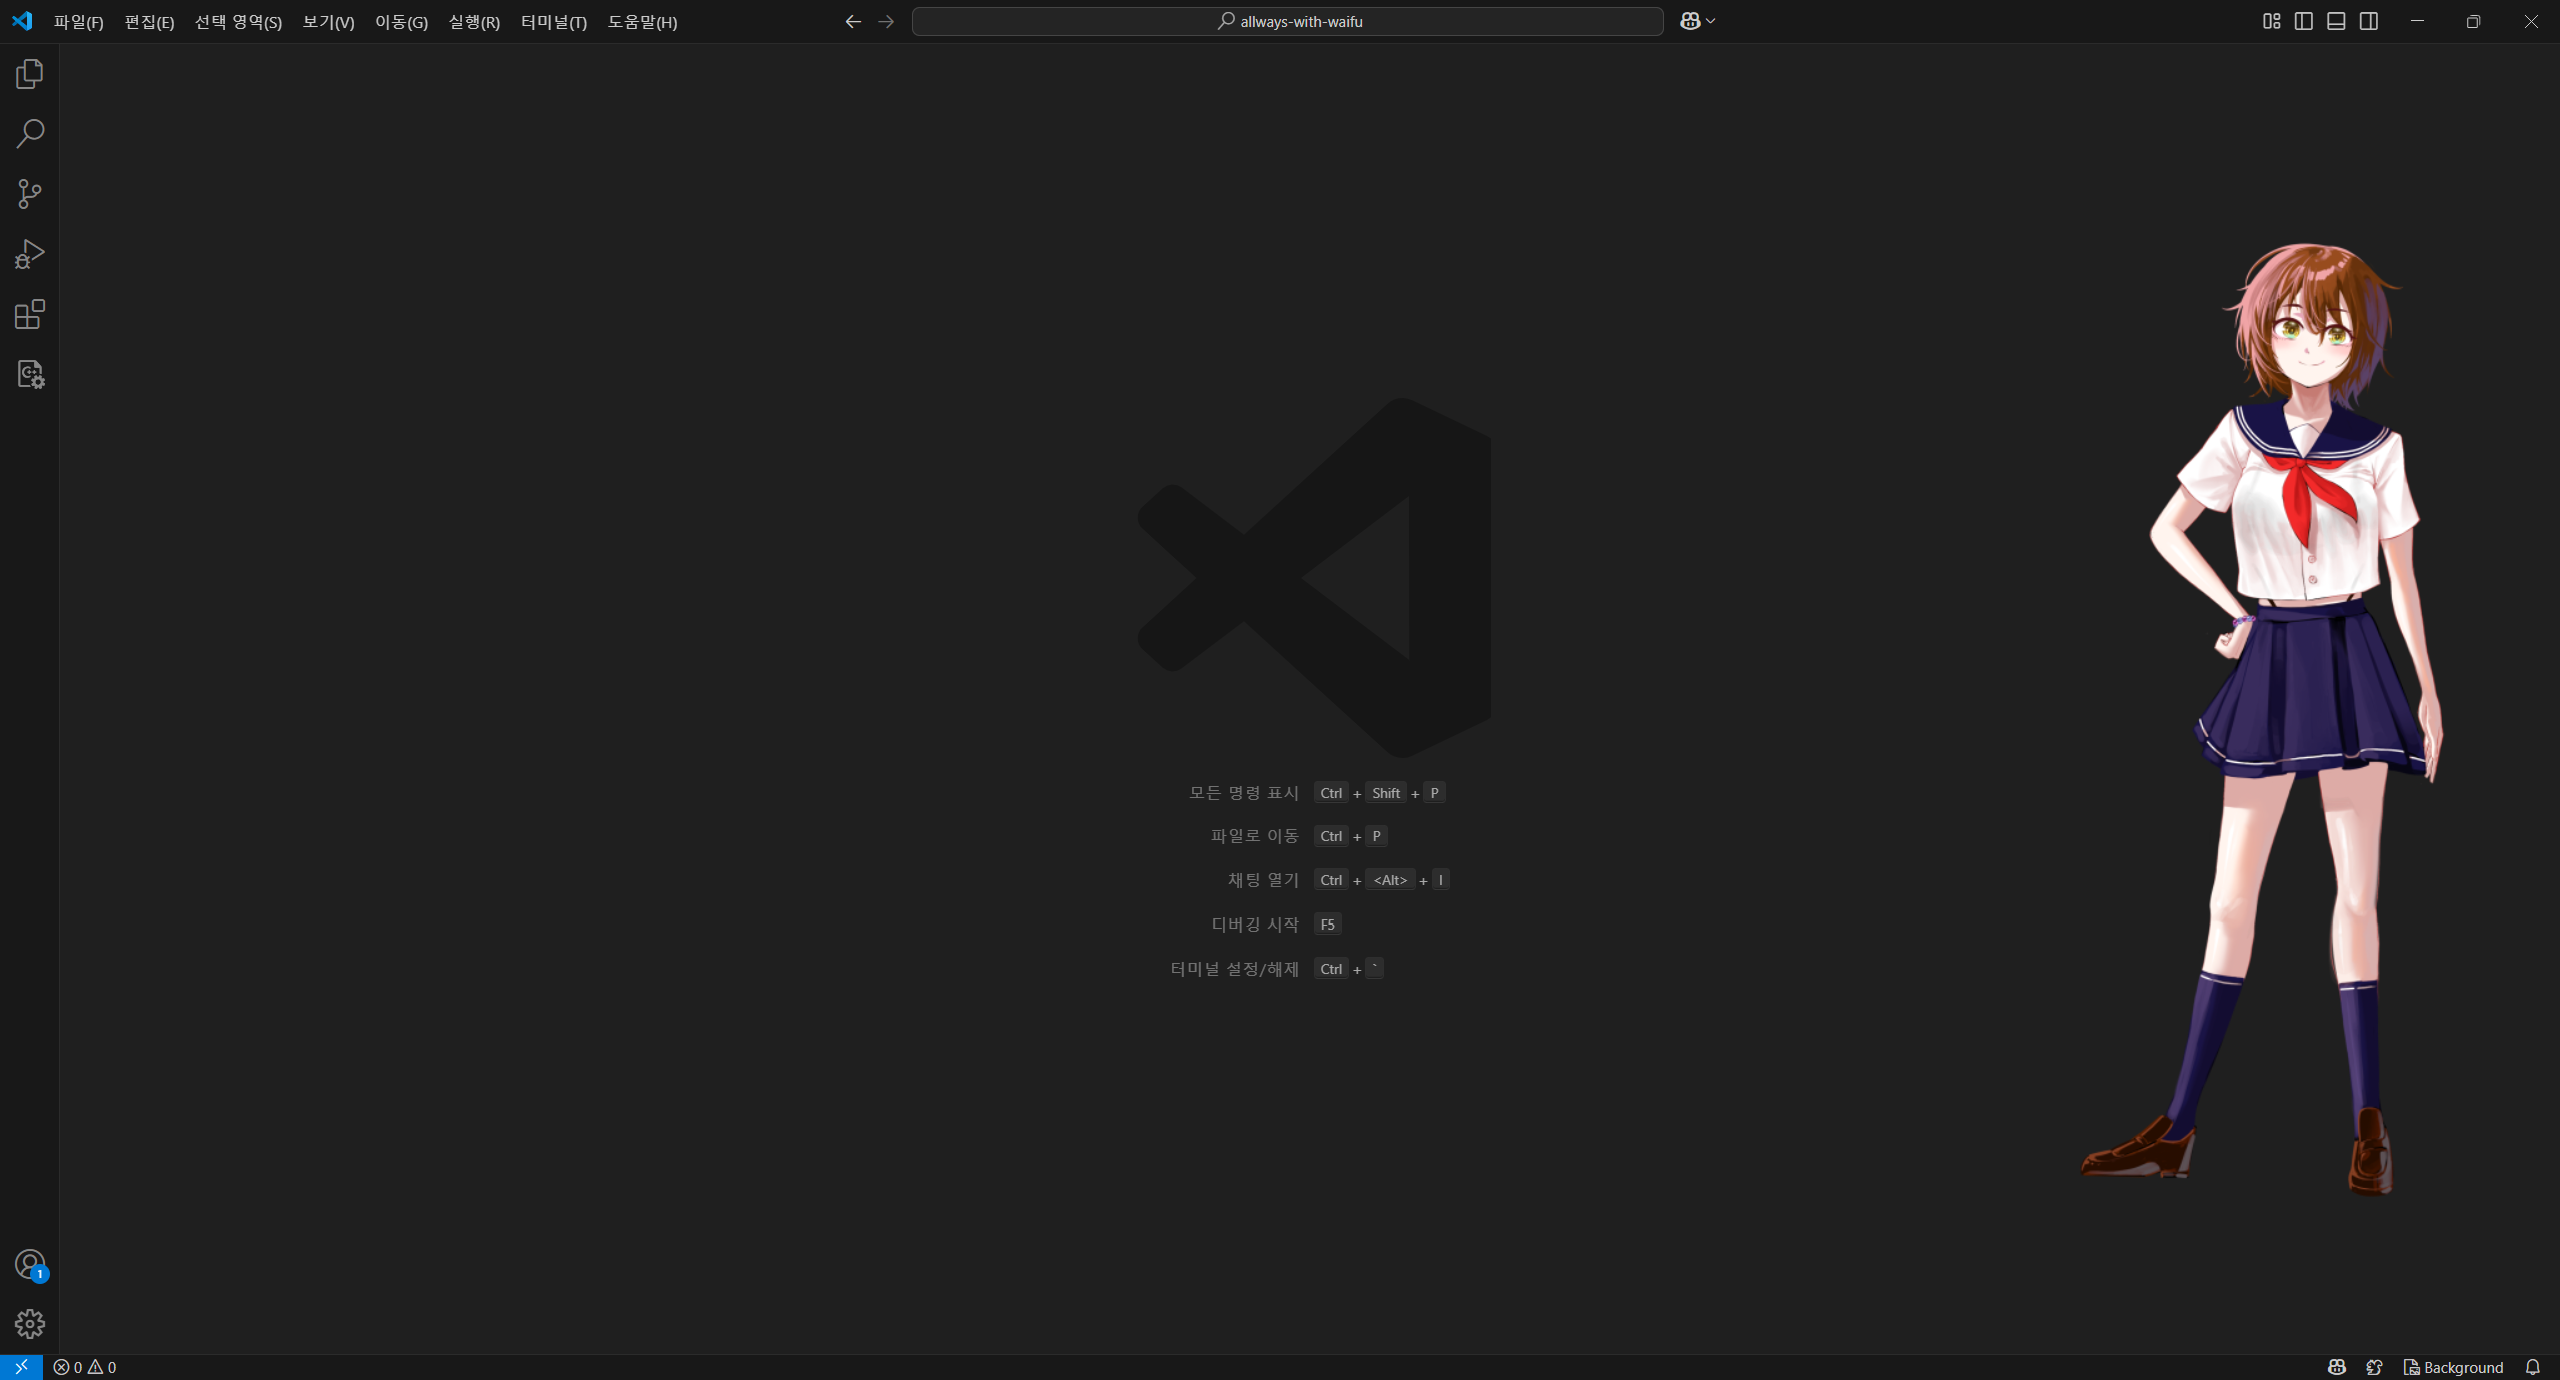 파일(F) 편집(E) 선택 영역(S) 보기(V) 이동(G) 실행(R) 터미널(T) 도움말(H) allways-with-waifu
모든 명령 표시 Ctrl + Shift + P
파일로 이동 Ctrl + P
채팅 열기 Ctrl + <Alt> + I
디버깅 시작 F5
터미널 설정/해제 Ctrl + `
1
0 0 Background